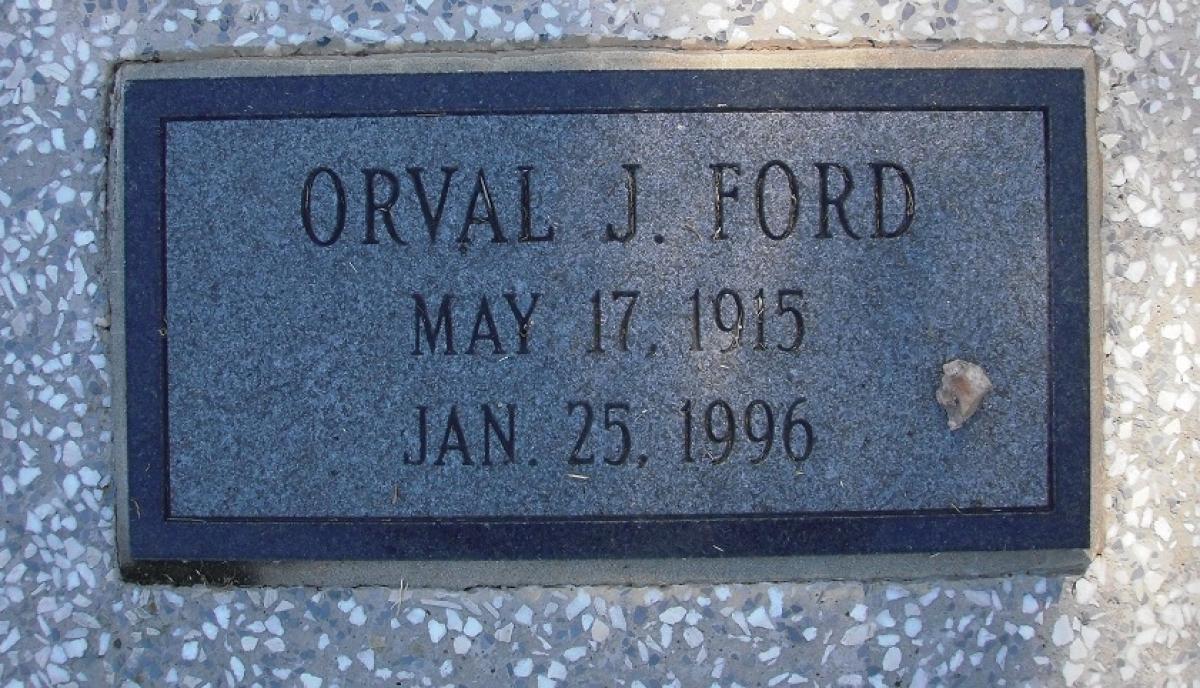 ORVAL J. FORD
MAY 17, 1915
JAN. 25, 1996